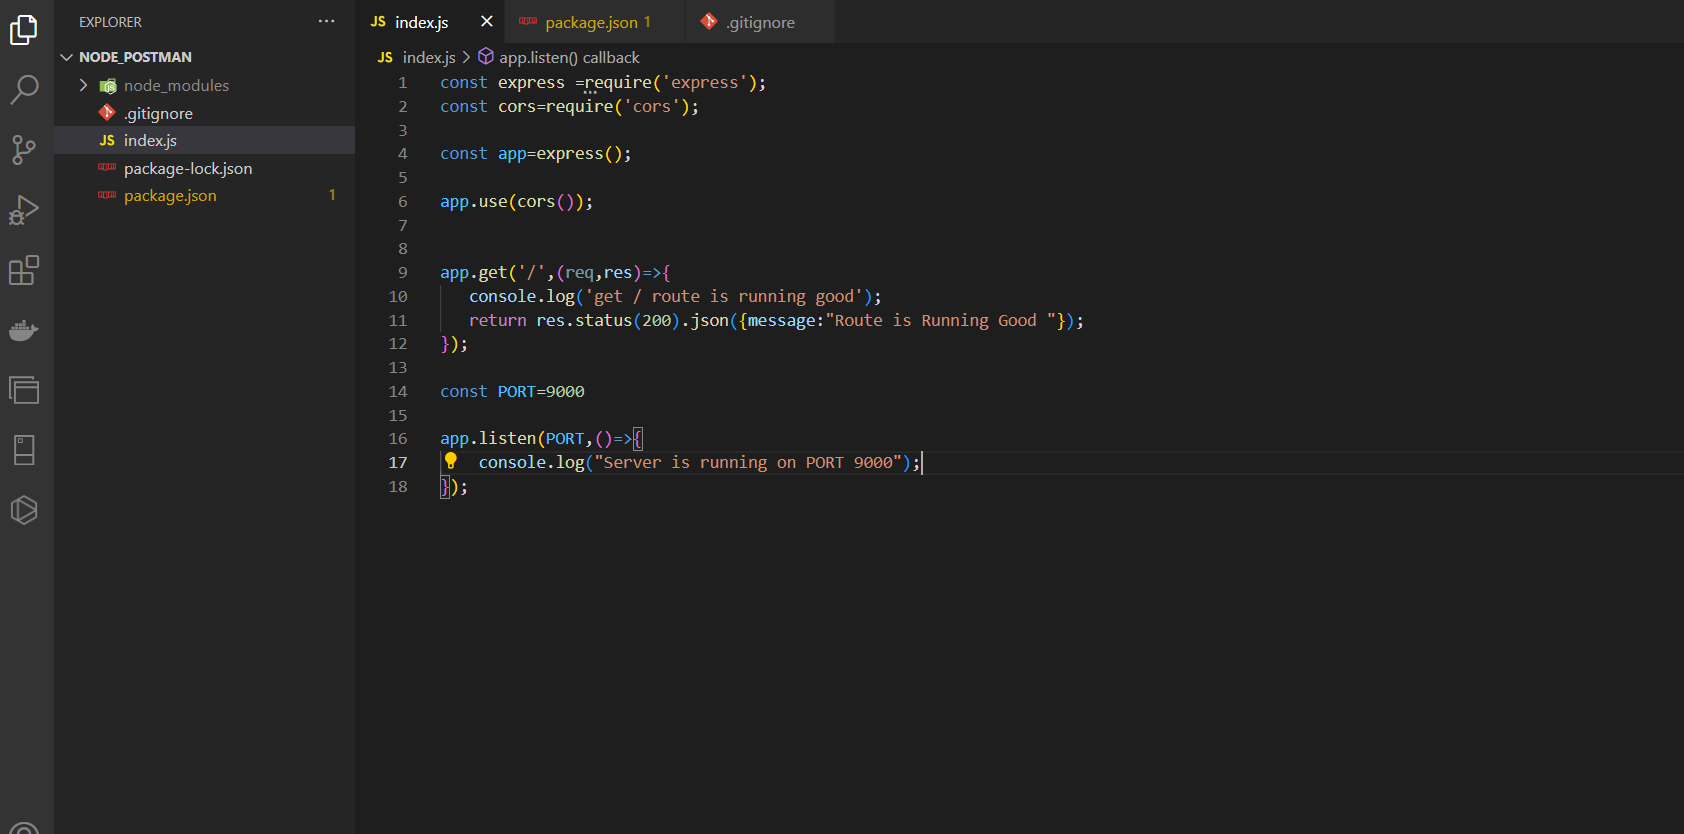 EXPLORER
NODE_POSTMAN
node_modules
.gitignore
JS index.js
package-lock.json
package.json 1
JS index.js
package.json 1
.gitignore
JS index.js > app.listen() callback
1 const express =require('express');
2 const cors=require('cors');
3
4 const app=express();
5
6 app.use(cors());
7
8
9 app.get('/',(req,res)=>{
10 console.log('get / route is running good');
11 return res.status(200).json({message:"Route is Running Good "});
12 });
13
14 const PORT=9000
15
16 app.listen(PORT,()=>{
17 console.log("Server is running on PORT 9000");
18 });